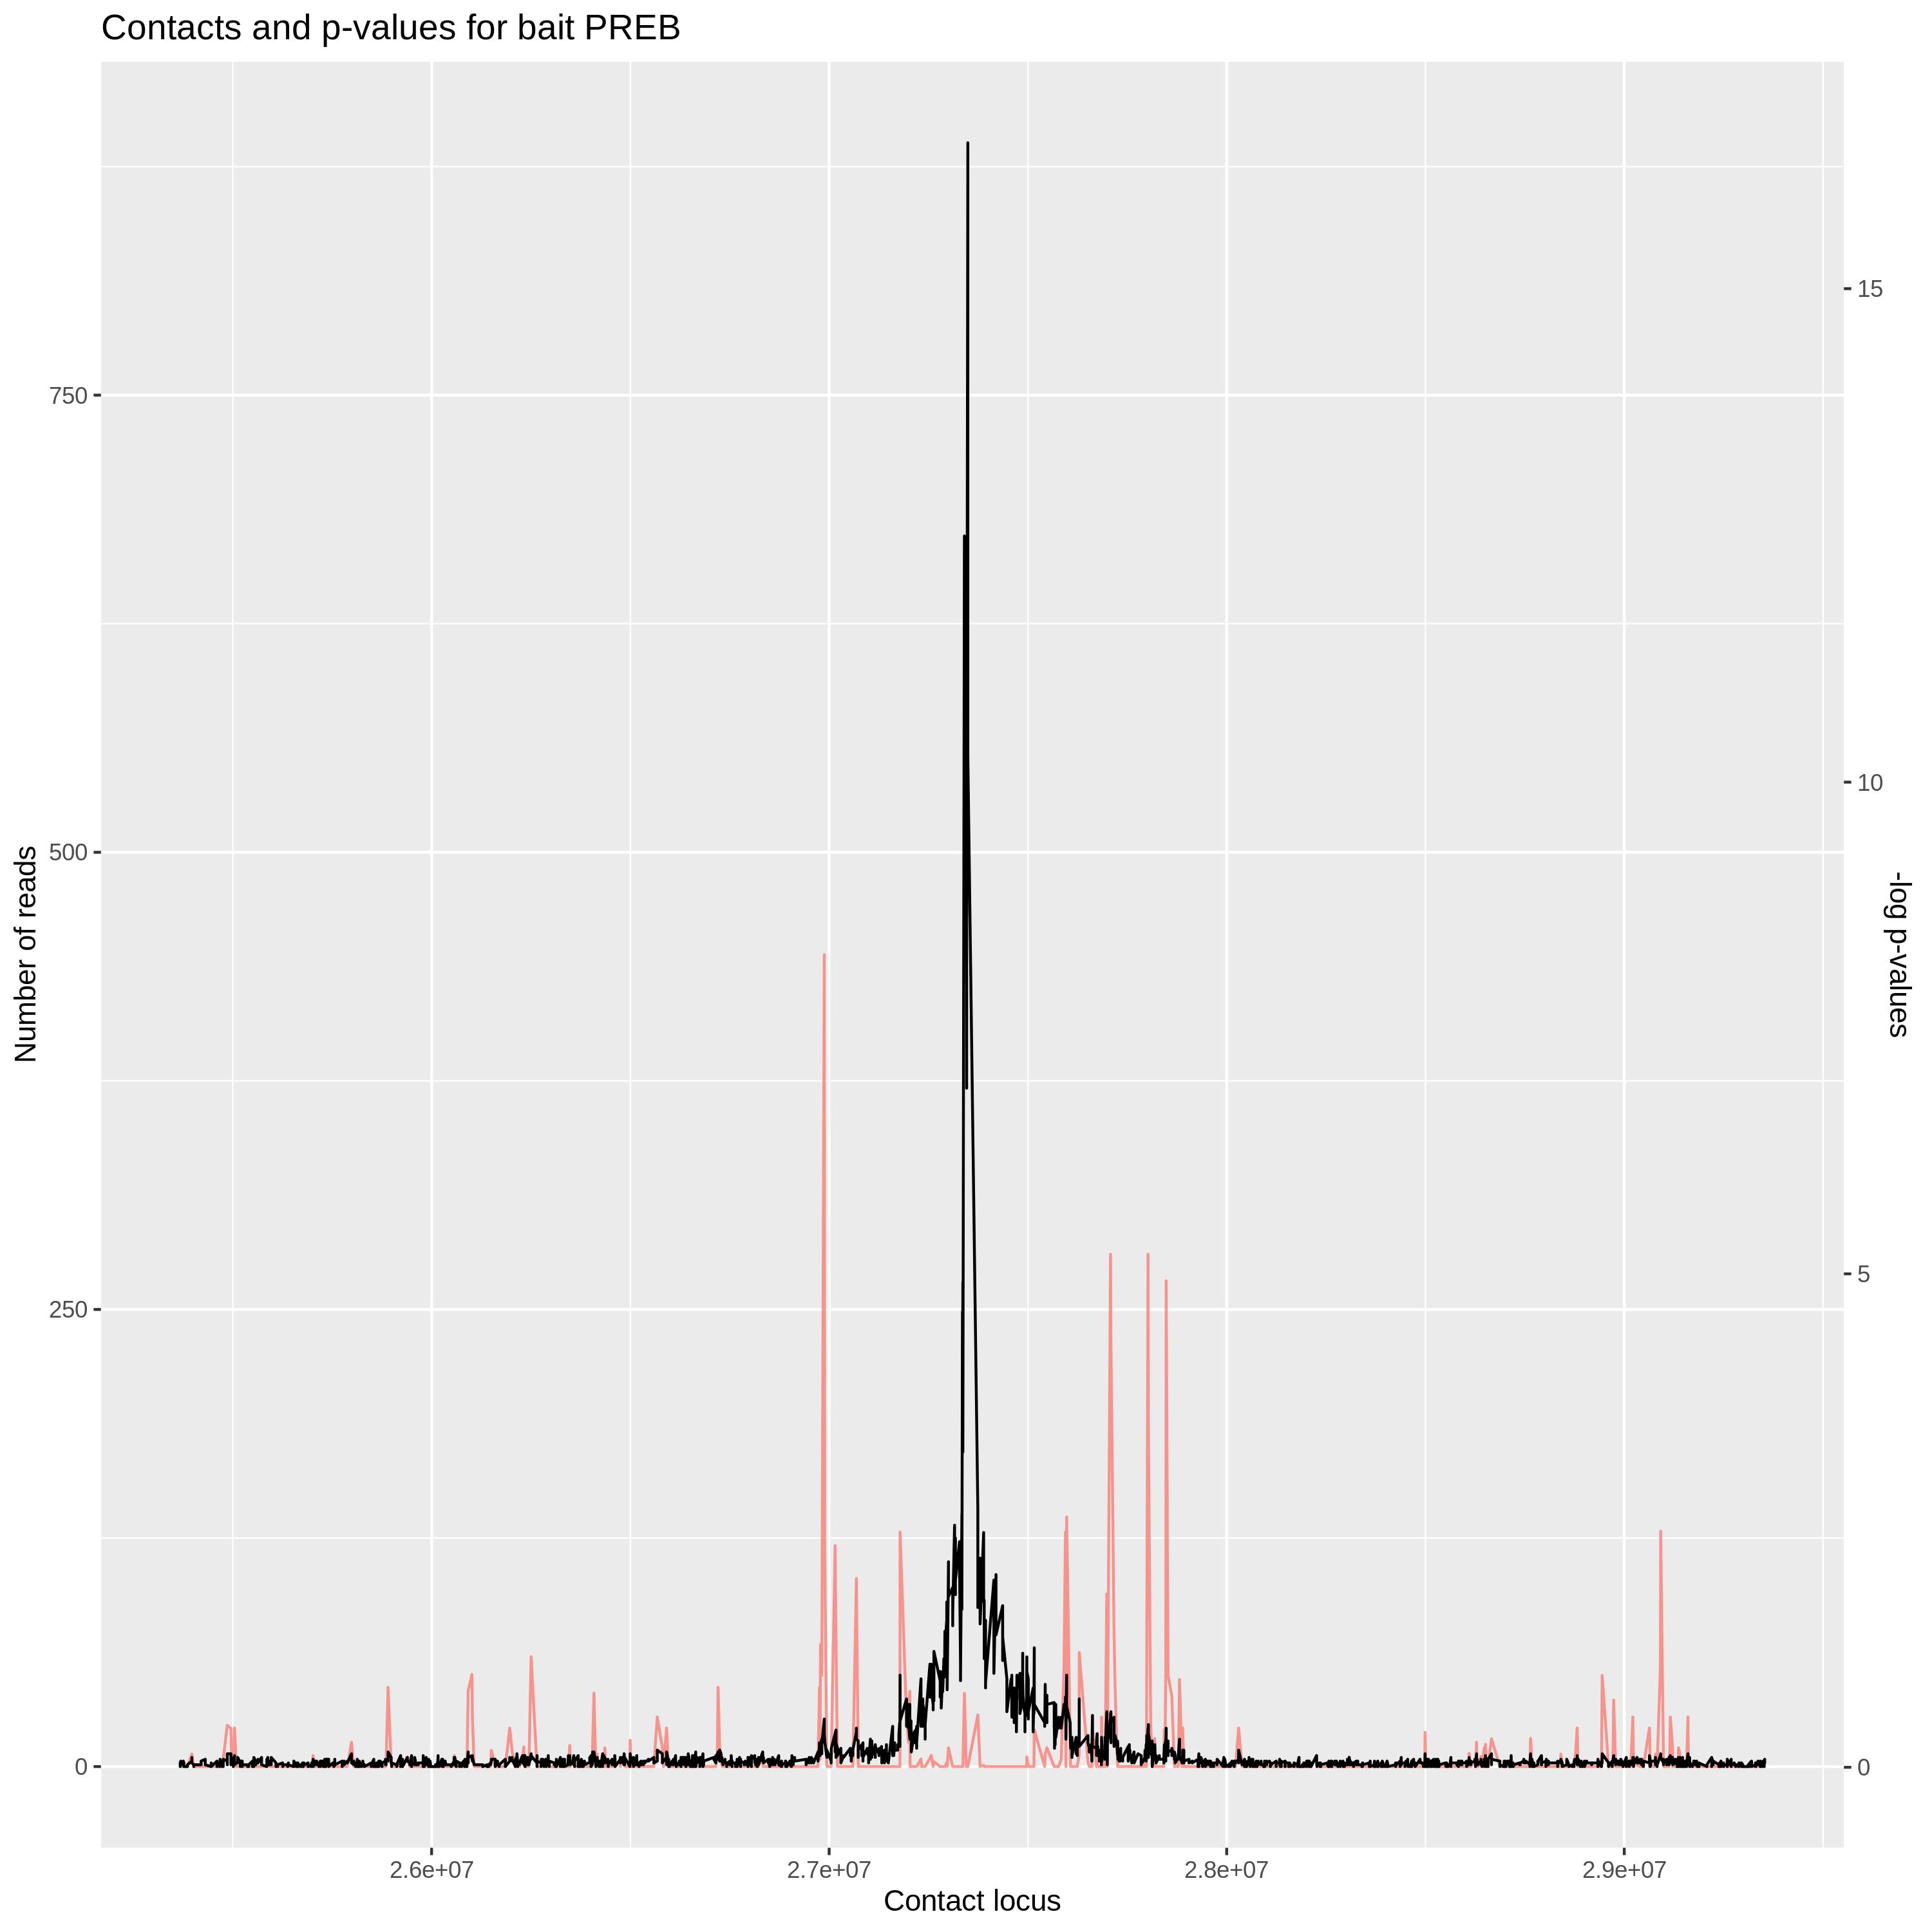 Contacts and p-values for bait PREB
Number of reads
750
500
250
0
15
10
5
0
-log p-values
2.6e+07 2.7e+07 2.8e+07 2.9e+07
Contact locus